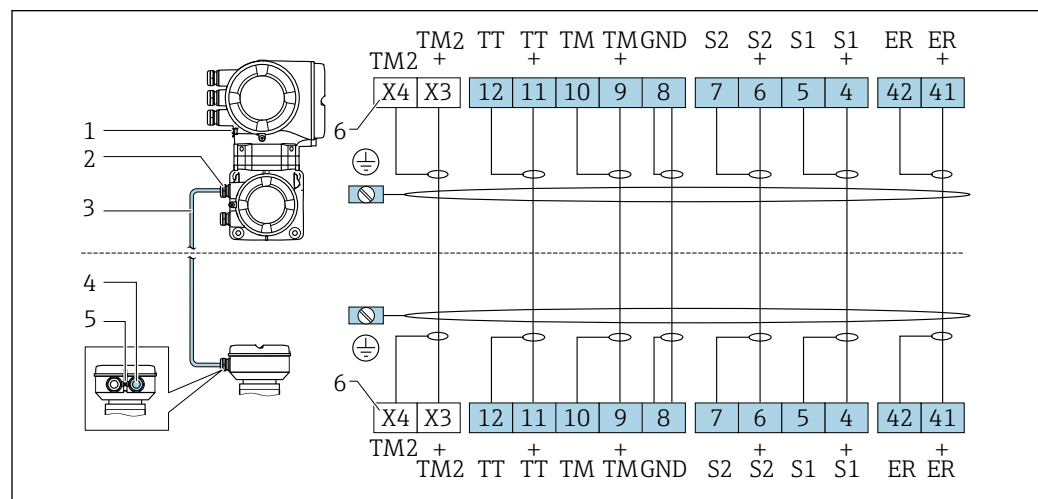 TM2 TT TT TM TM GND S2 S2 S1 S1 ER ER
TM2 + + + + + +
X4 X3 12 11 10 9 8 7 6 5 4 42 41
6
1
2
3
4
5
6
X4 X3 12 11 10 9 8 7 6 5 4 42 41
TM2 + + + + + +
TM2 TT TT TM TM GND S2 S2 S1 S1 ER ER